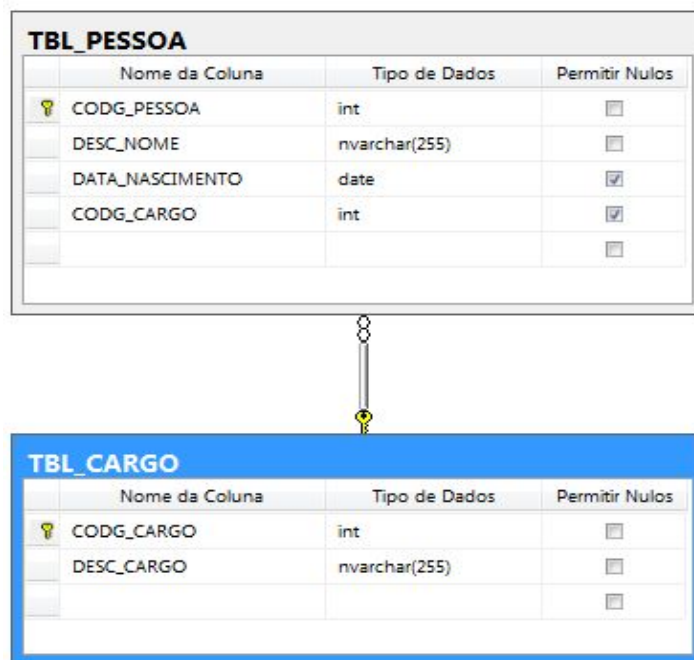 TBL_PESSOA
Nome da Coluna Tipo de Dados Permitir Nulos
CODG_PESSOA int
DESC_NOME nvarchar(255)
DATA_NASCIMENTO date
CODG_CARGO int
TBL_CARGO
Nome da Coluna Tipo de Dados Permitir Nulos
CODG_CARGO int
DESC_CARGO nvarchar(255)